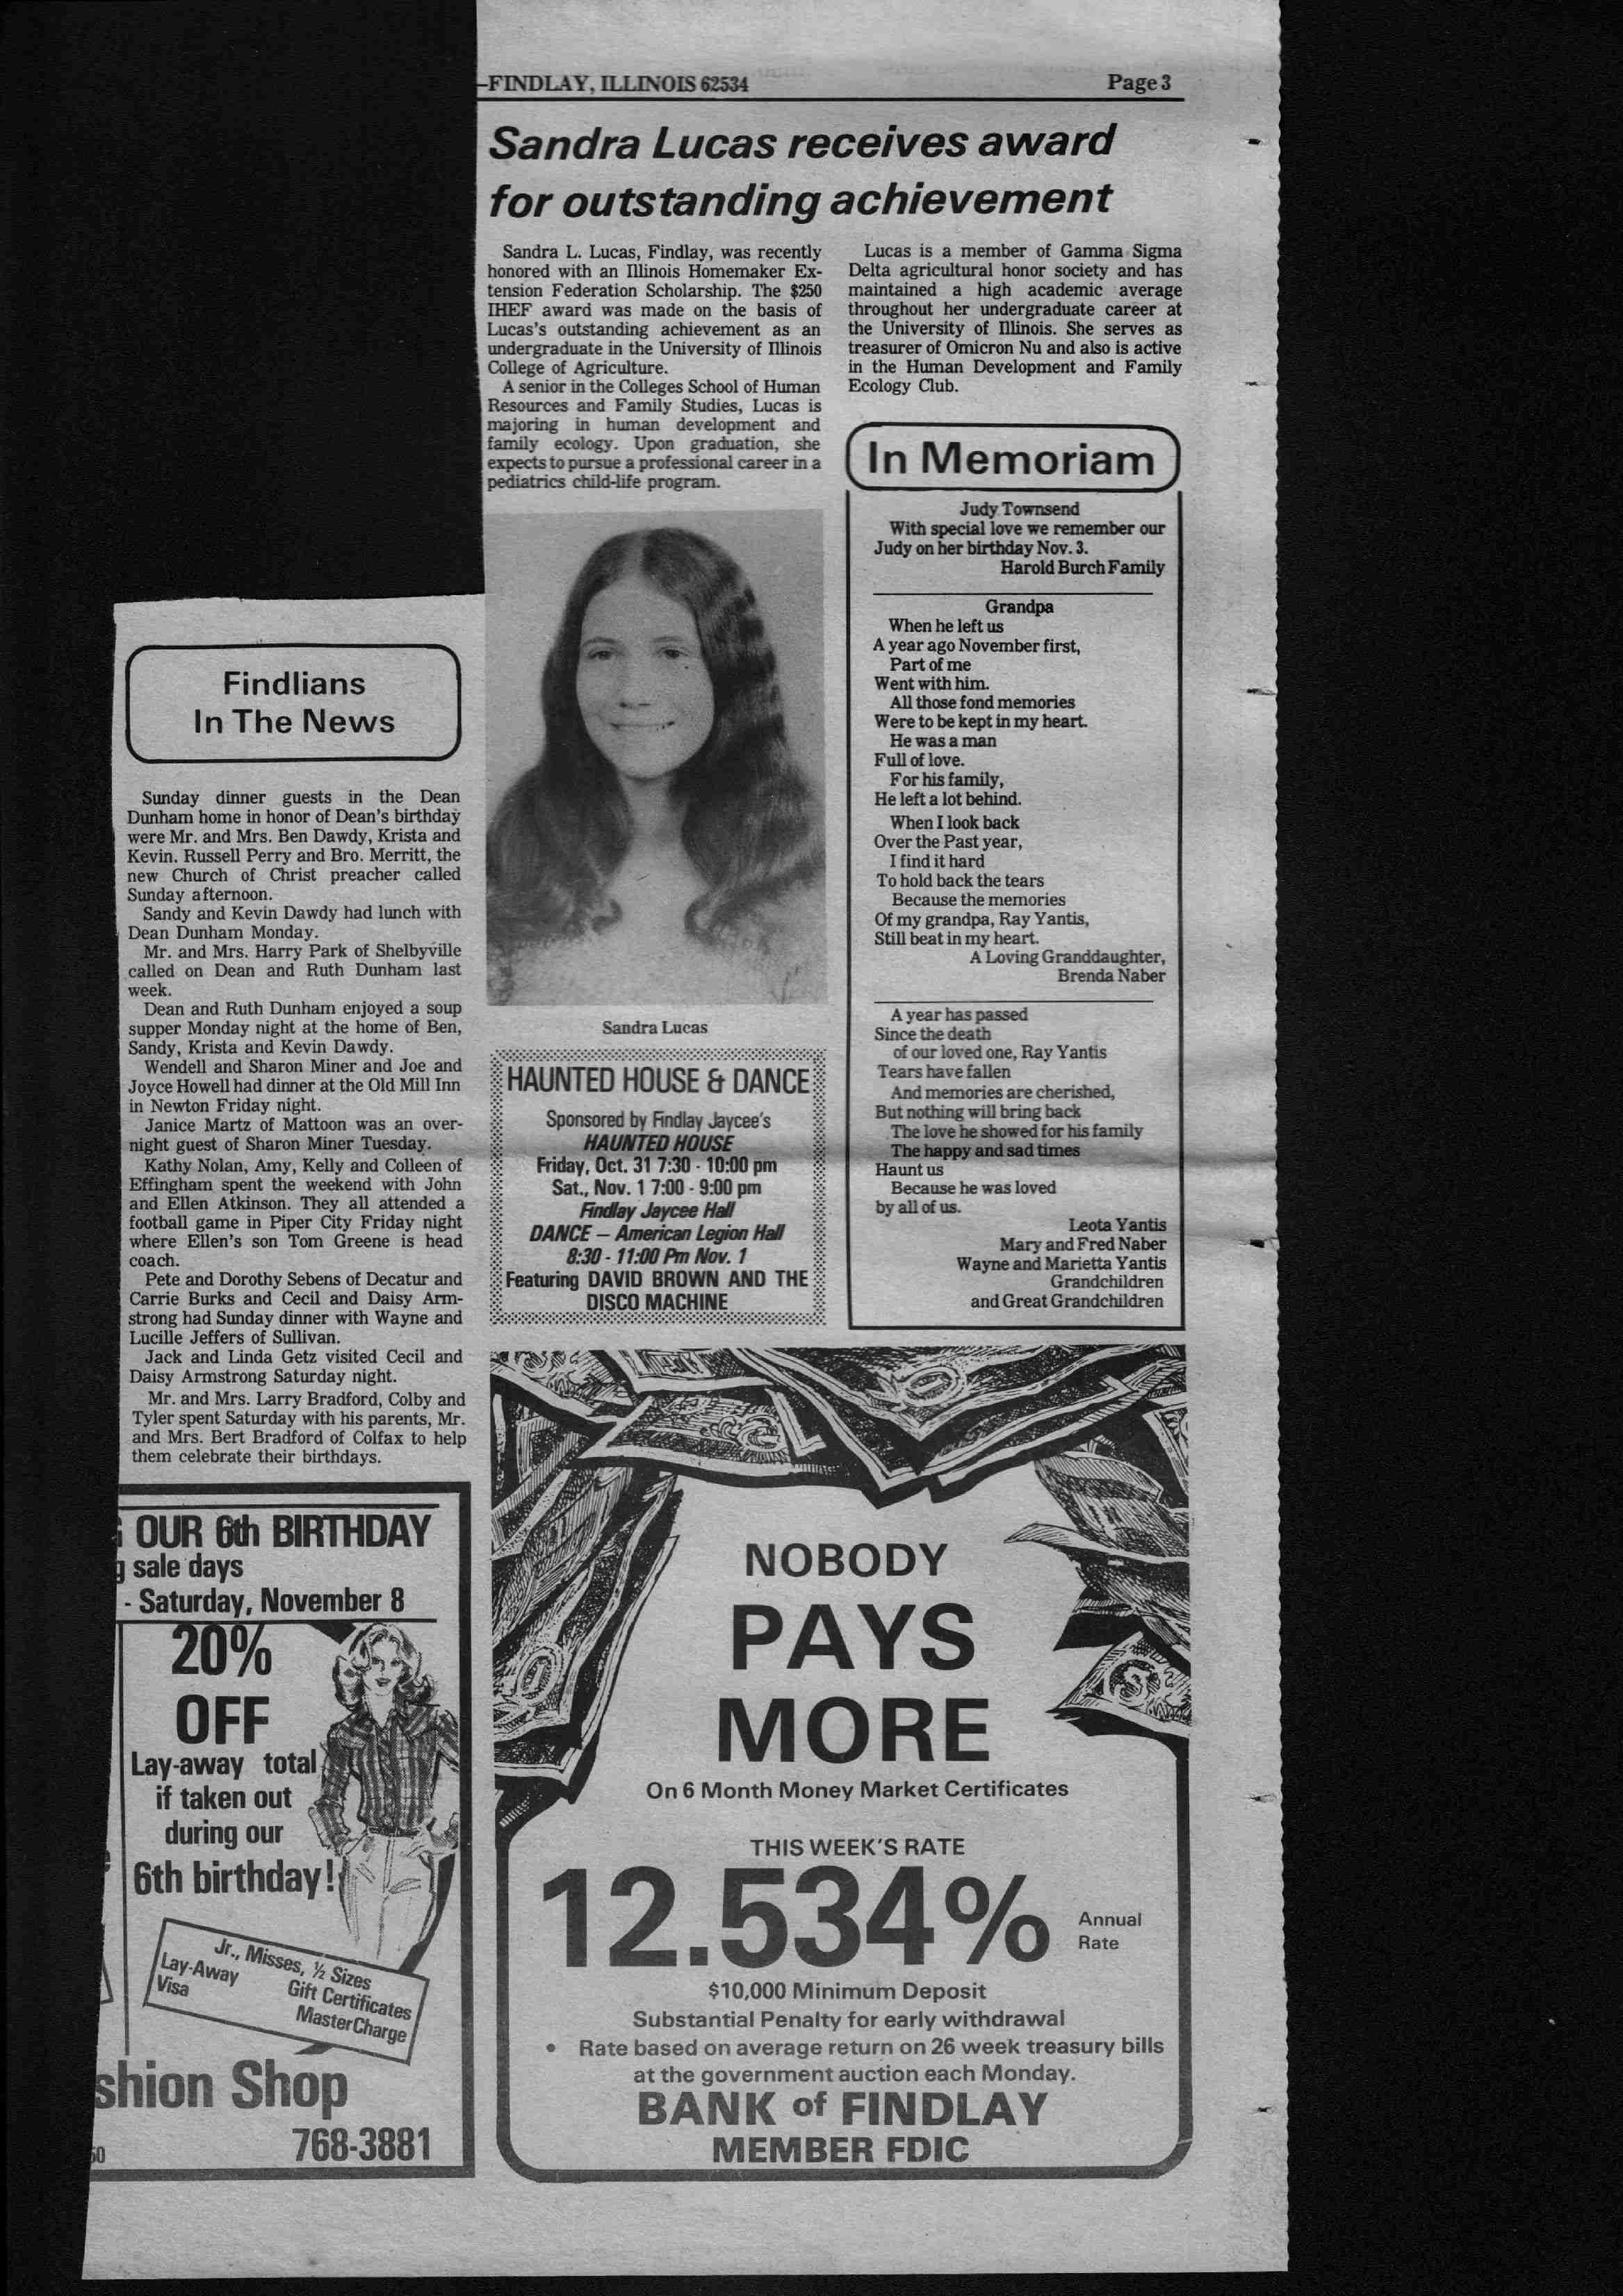 -FINDLAY, ILLINOIS 62534
Page 3
Sandra Lucas receives award
for outstanding achievement
Sandra L. Lucas, Findlay, was recently
honored with an Illinois Homemaker Ex-
tension Federation Scholarship. The $250
IHEF award was made on the basis of
Lucas's outstanding achievement as an
undergraduate in the University of Illinois
College of Agriculture.
A senior in the Colleges School of Human
Resources and Family Studies, Lucas is
majoring in human development and
family ecology. Upon graduation, she
expects to pursue a professional career in a
pediatrics child-life program.
Lucas is a member of Gamma Sigma
Delta agricultural honor society and has
maintained a high academic average
throughout her undergraduate career at
the University of Illinois. She serves as
treasurer of Omicron Nu and also is active
in the Human Development and Family
Ecology Club.
Sandra Lucas
In Memoriam
Judy Townsend
With special love we remember our
Judy on her birthday Nov. 3.
Harold Burch Family
Grandpa
When he left us
A year ago November first,
Part of me
Went with him.
All those fond memories
Were to be kept in my heart.
He was a man
Full of love.
For his family,
He left a lot behind.
When I look back
Over the Past year,
I find it hard
To hold back the tears
Because the memories
Of my grandpa, Ray Yantis,
Still beat in my heart.
A Loving Granddaughter,
Brenda Naber
A year has passed
Since the death
of our loved one, Ray Yantis
Tears have fallen
And memories are cherished,
But nothing will bring back
The love he showed for his family
The happy and sad times
Haunt us
Because he was loved
by all of us.
Leota Yantis
Mary and Fred Naber
Wayne and Marietta Yantis
Grandchildren
and Great Grandchildren
Findlians
In The News
Sunday dinner guests in the Dean
Dunham home in honor of Dean's birthday
were Mr. and Mrs. Ben Dawdy, Krista and
Kevin. Russell Perry and Bro. Merritt, the
new Church of Christ preacher called
Sunday afternoon.
Sandy and Kevin Dawdy had lunch with
Dean Dunham Monday.
Mr. and Mrs. Harry Park of Shelbyville
called on Dean and Ruth Dunham last
week.
Dean and Ruth Dunham enjoyed a soup
supper Monday night at the home of Ben,
Sandy, Krista and Kevin Dawdy.
Wendell and Sharon Miner and Joe and
Joyce Howell had dinner at the Old Mill Inn
in Newton Friday night.
Janice Martz of Mattoon was an over-
night guest of Sharon Miner Tuesday.
Kathy Nolan, Amy, Kelly and Colleen of
Effingham spent the weekend with John
and Ellen Atkinson. They all attended a
football game in Piper City Friday night
where Ellen's son Tom Greene is head
coach.
Pete and Dorothy Sebens of Decatur and
Carrie Burks and Cecil and Daisy Arm-
strong had Sunday dinner with Wayne and
Lucille Jeffers of Sullivan.
Jack and Linda Getz visited Cecil and
Daisy Armstrong Saturday night.
Mr. and Mrs. Larry Bradford, Colby and
Tyler spent Saturday with his parents, Mr.
and Mrs. Bert Bradford of Colfax to help
them celebrate their birthdays.
HAUNTED HOUSE & DANCE
Sponsored by Findlay Jaycee's
HAUNTED HOUSE
Friday, Oct. 31 7:30 - 10:00 pm
Sat., Nov. 1 7:00 - 9:00 pm
Findlay Jaycee Hall
DANCE — American Legion Hall
8:30 - 11:00 Pm Nov. 1
Featuring DAVID BROWN AND THE
DISCO MACHINE
OUR 6th BIRTHDAY
g sale days
- Saturday, November 8
20%
OFF
Lay-away total
if taken out
during our
6th birthday!
Jr., Misses, ½ Sizes
Lay-Away Gift Certificates
Visa MasterCharge
shion Shop
768-3881
NOBODY
PAYS
MORE
On 6 Month Money Market Certificates
THIS WEEK'S RATE
12.534% Annual
Rate
$10,000 Minimum Deposit
Substantial Penalty for early withdrawal
• Rate based on average return on 26 week treasury bills
at the government auction each Monday.
BANK of FINDLAY
MEMBER FDIC